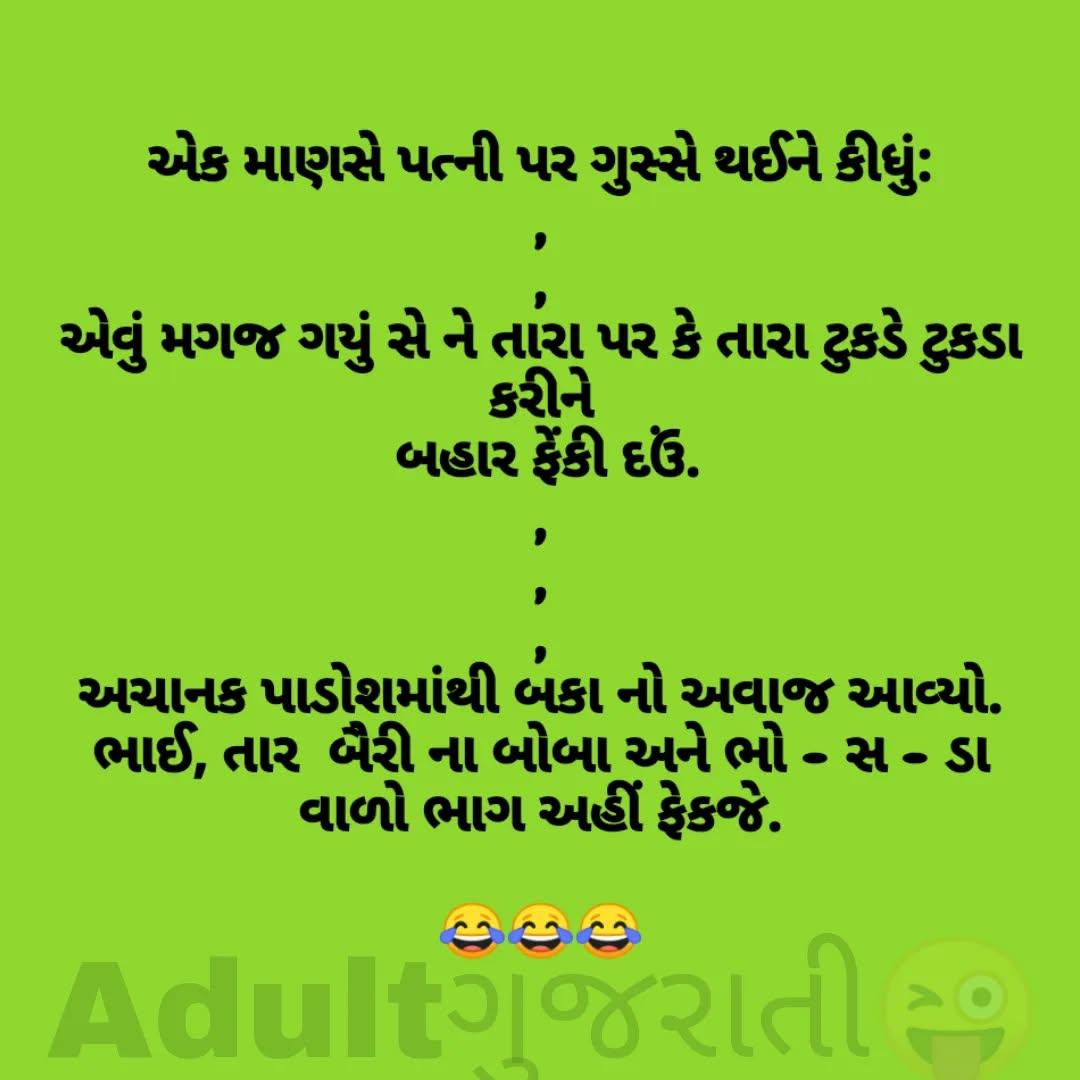 એક માણસે પત્ની પર ગુસ્સે થઈને કીધું:
,
,
એવું મગજ ગયું સે ને તારા પર કે તારા ટુકડે ટુકડા
કરીને
બહાર ફેંકી દઉં.
,
,
,
અચાનક પાડોશમાંથી બકા નો અવાજ આવ્યો.
ભાઈ, તાર બૈરી ના બોબા અને ભો - સ - ડા
વાળો ભાગ અહીં ફેકજે.
😂😂😂
Adultગુજરાતી